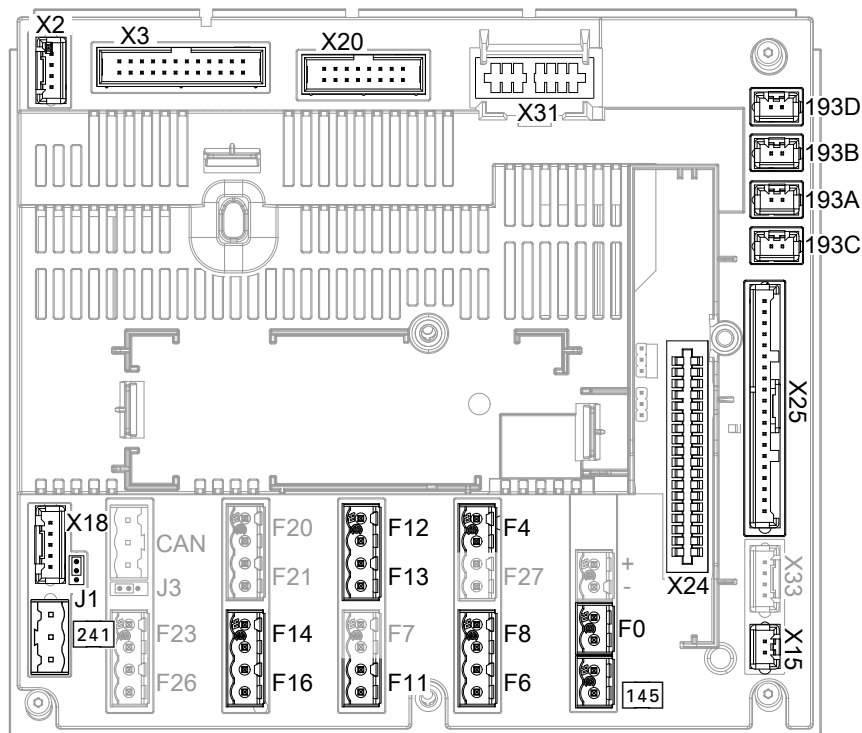 X2
X3
X20
X31
193D
193B
193A
193C
X25
X18
CAN
F20
F12
F4
+
-
F21
F13
F27
X24
X33
J1
J3
241
F23
F14
F7
F8
F0
X15
F26
F16
F11
F6
145